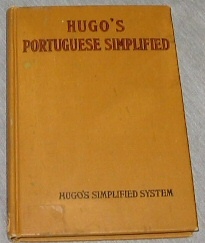 HUGO'S
PORTUGUESE SIMPLIFIED
HUGO'S SIMPLIFIED SYSTEM